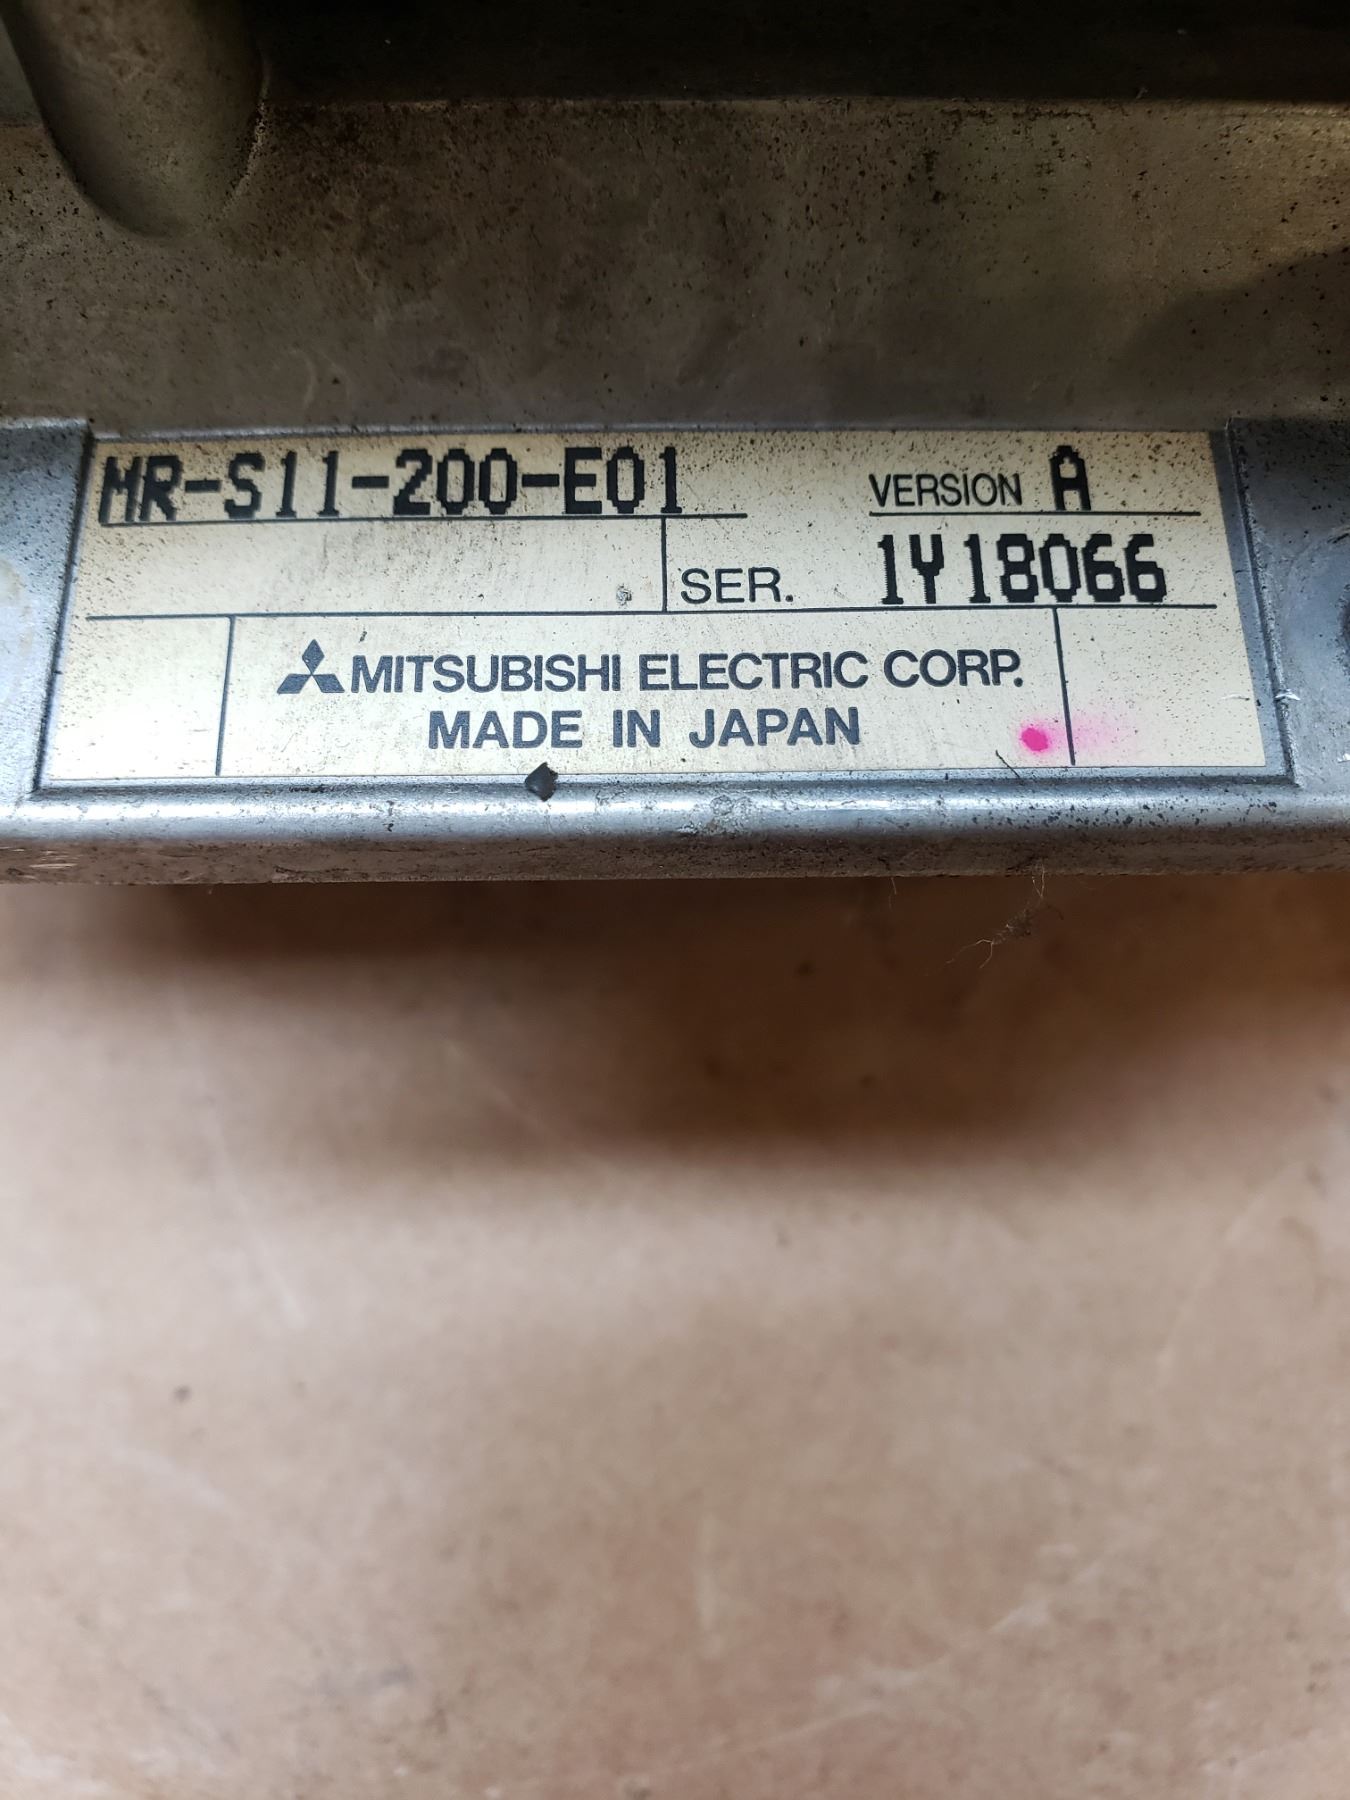 MR-S11-200-E01 VERSION A
SER. 1Y18066
MITSUBISHI ELECTRIC CORP.
MADE IN JAPAN